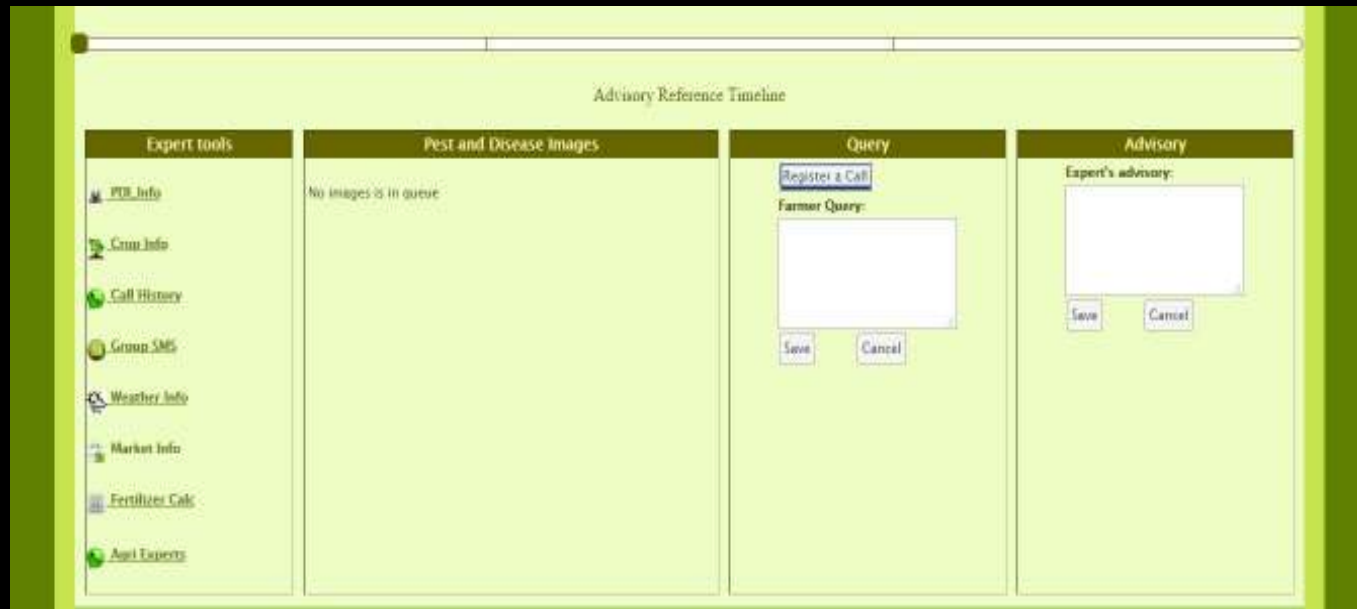 Advisory Reference Timeline
Expert tools
PDI_Info
Crop Info
Call History
Group SMS
Weather Info
Market Info
Fertilizer Calc
Agri Experts
Pest and Disease Images
No images is in queue
Query
Register a Call
Farmer Query:
Save Cancel
Advisory
Expert's advisory:
Save Cancel